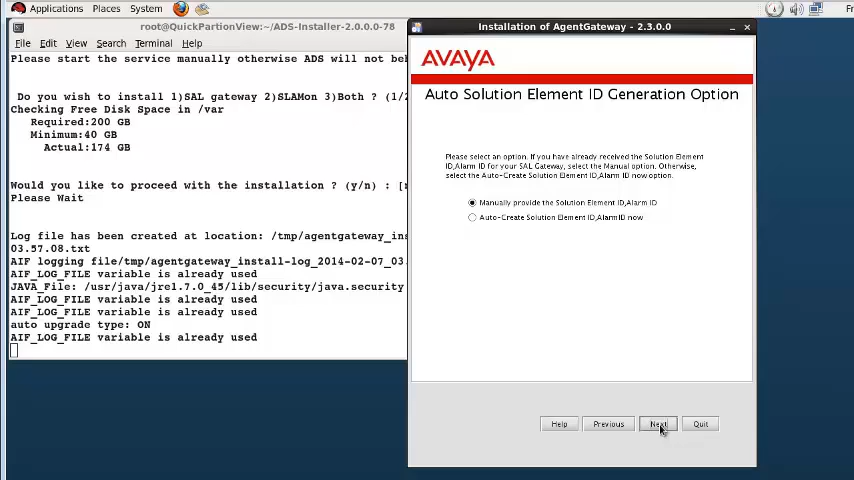 Applications Places System
Fr
root@QuickPartionView:~/ADS-Installer-2.0.0.0-78
File Edit View Search Terminal Help
Please start the service manually otherwise ADS will not be
Do you wish to install 1)SAL gateway 2)SLAMon 3)Both ? (1/2
Checking Free Disk Space in /var
Required:200 GB
Minimum:40 GB
Actual:174 GB
Would you like to proceed with the installation ? (y/n) : [n
Please Wait
Log file has been created at location: /tmp/agentgateway_ins
03.57.08.txt
AIF logging file/tmp/agentgateway_install-log_2014-02-07_03.
AIF_LOG_FILE variable is already used
JAVA_File: /usr/java/jre1.7.0_45/lib/security/java.security
AIF_LOG_FILE variable is already used
AIF_LOG_FILE variable is already used
auto upgrade type: ON
AIF_LOG_FILE variable is already used
Installation of AgentGateway - 2.3.0.0
AVAYA
Auto Solution Element ID Generation Option
Please select an option. If you have already received the Solution Element
ID,Alarm ID for your SAL Gateway, select the Manual option. Otherwise,
select the Auto-Create Solution Element ID,Alarm ID now option.
Manually provide the Solution Element ID,Alarm ID
Auto-Create Solution Element ID,AlarmID now
Help Previous Next Quit